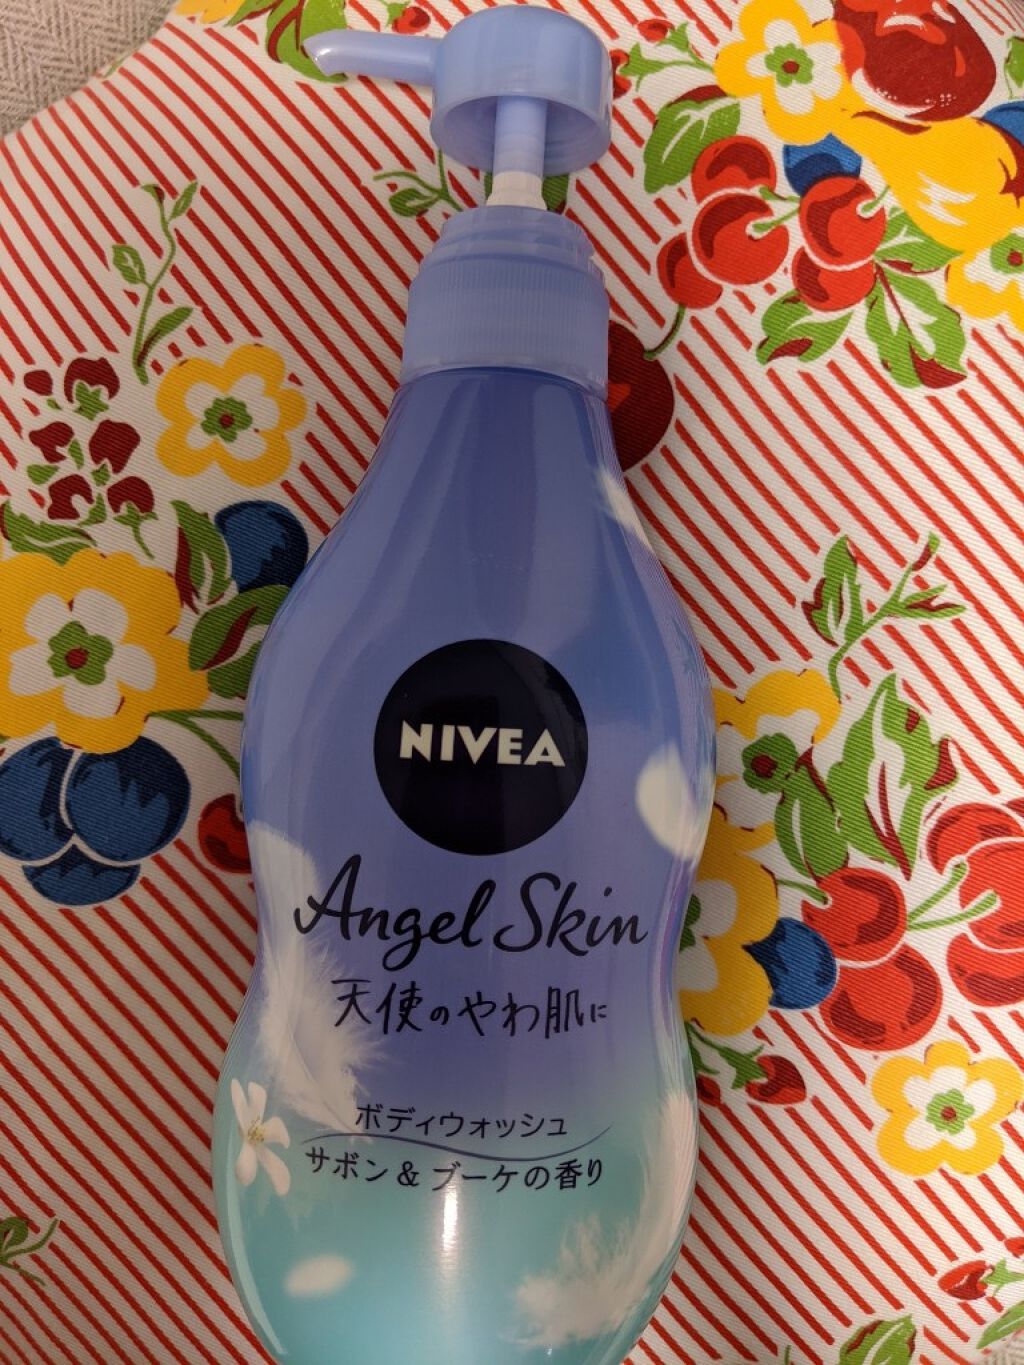 NIVEA
Angel Skin
天使のやわ肌に
ボディウォッシュ
サボン & ブーケの香り